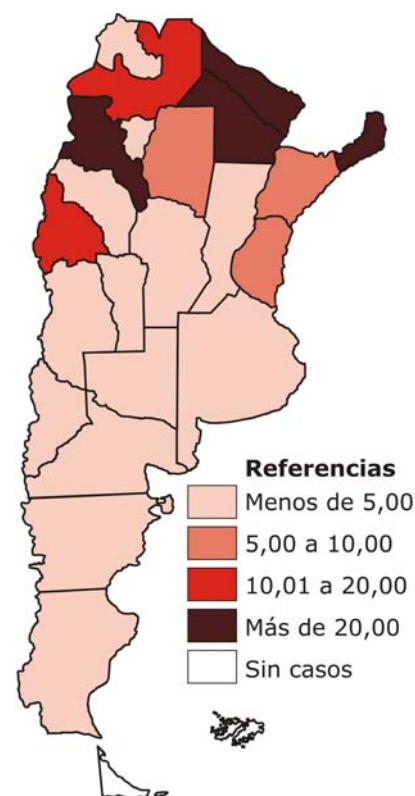 Referencias
Menos de 5,00
5,00 a 10,00
10,01 a 20,00
Más de 20,00
Sin casos